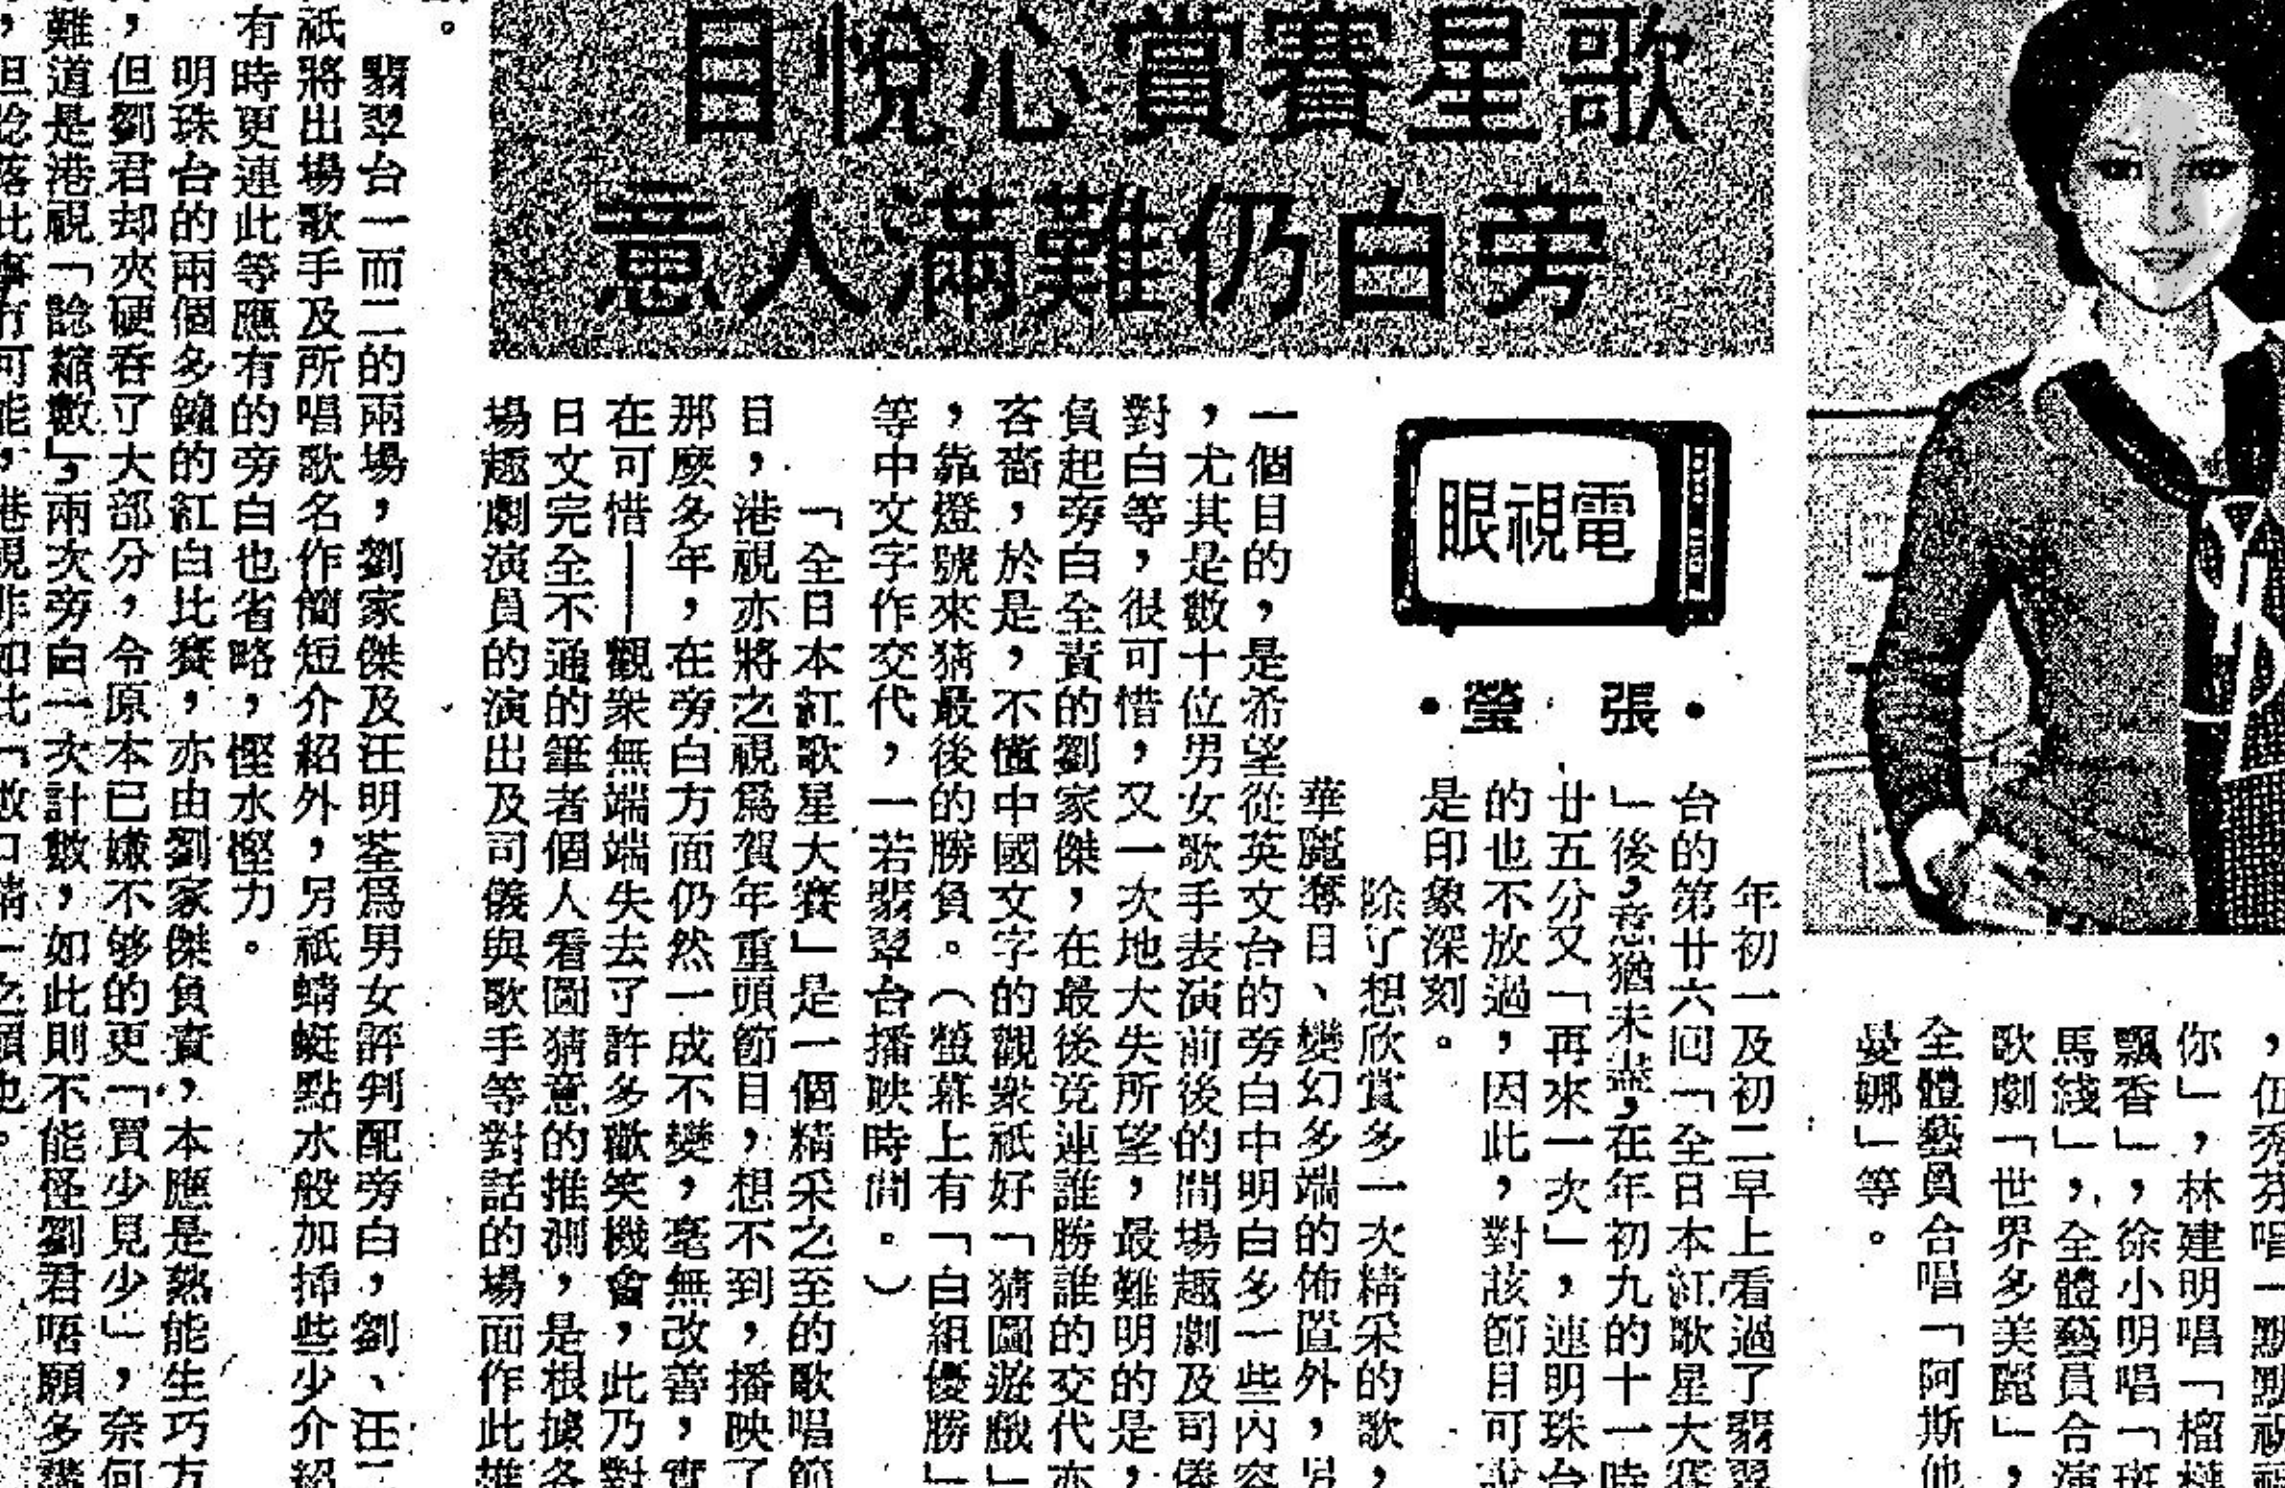 歌星賽賞心悅目
旁白仍難滿人意
電視眼
•張　瑩•
年初一及初二早上看過了翡翠
台的第廿六回「全日本紅歌星大賽
」後，意猶未盡，在年初九的十一時
廿五分又「再來一次」，連明珠台
的也不放過，因此，對該節目可說
是印象深刻。
除了想欣賞多一次精采的歌，
華麗奪目、變幻多端的佈置外，另
一個目的，是希望從英文台的旁白中明白多一些內容
，尤其是數十位男女歌手表演前後的間場趣劇及司儀
對白等，很可惜，又一次地大失所望，最難明的是，
負起旁白全責的劉家傑，在最後竟連誰勝誰的交代亦
吝嗇，於是，不懂中國文字的觀衆祇好「猜圖遊戲」
，靠燈號來猜最後的勝負。（螢幕上有「白組優勝」
等中文字作交代，一若翡翠台播映時間。）
「全日本紅歌星大賽」是一個精采之至的歌唱節
目，港視亦將之視爲賀年重頭節目，想不到，播映了
那麼多年，在旁白方面仍然一成不變，毫無改善，實
在可惜——觀衆無端端失去了許多歡笑機會，此乃對
日文完全不通的筆者個人看圖猜意的推測，是根據各
場趣劇演員的演出及司儀與歌手等對話的場面作此推
翡翠台一而二的兩場，劉家傑及汪明荃爲男女評判配旁白，劉、汪二
祇將出場歌手及所唱歌名作簡短介紹外，另祇蜻蜓點水般加揷些少介紹
有時更連此等應有的旁白也省略，慳水慳力。
明珠台的兩個多鐘的紅白比賽，亦由劉家傑負責，本應是熟能生巧方
，但劉君却夾硬吞了大部分，令原本已嫌不够的更「買少見少」，奈何
難道是港視「諗縮數」，兩次旁白一次計數，如此則不能怪劉君唔願多講
，伍秀芬唱
你」，林建明唱「榴槤
飄香」，徐小明唱「斑
馬綫」，全體藝員合演
歌劇「世界多美麗」，
全體藝員合唱「阿斯他
曼娜」等。